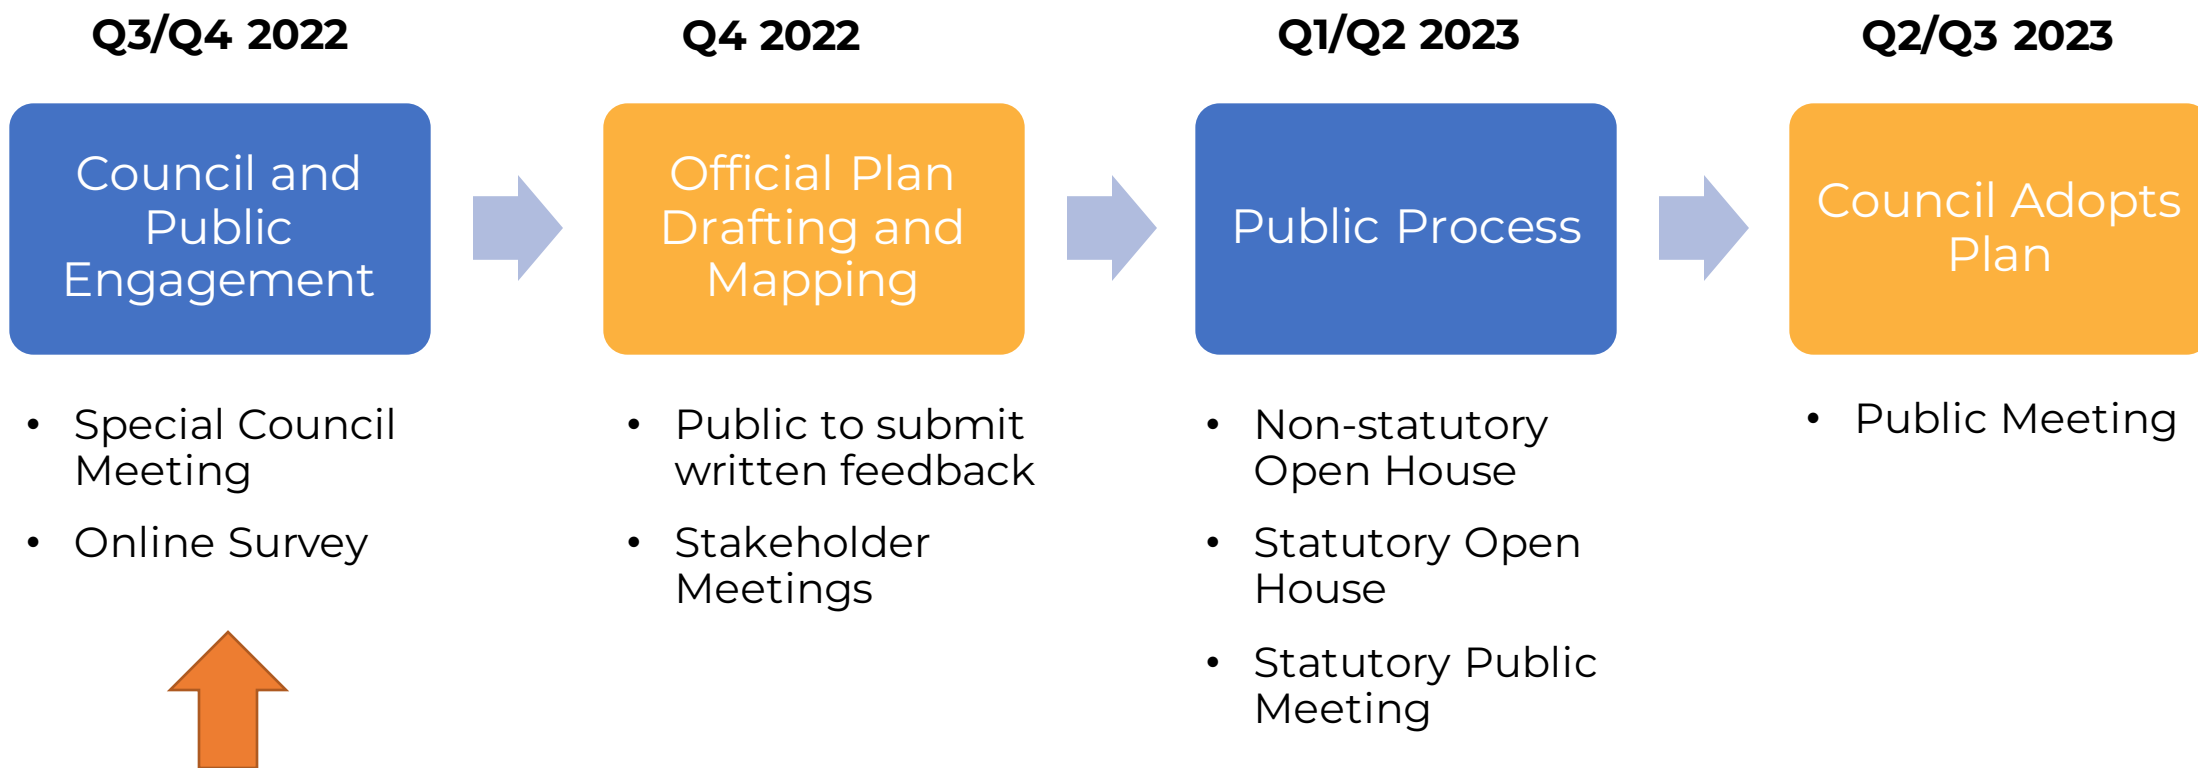 Q3/Q4 2022
Council and
Public
Engagement
• Special Council
Meeting
• Online Survey
Q4 2022
Official Plan
Drafting and
Mapping
• Public to submit
written feedback
• Stakeholder
Meetings
Q1/Q2 2023
Public Process
• Non-statutory
Open House
• Statutory Open
House
• Statutory Public
Meeting
Q2/Q3 2023
Council Adopts
Plan
• Public Meeting